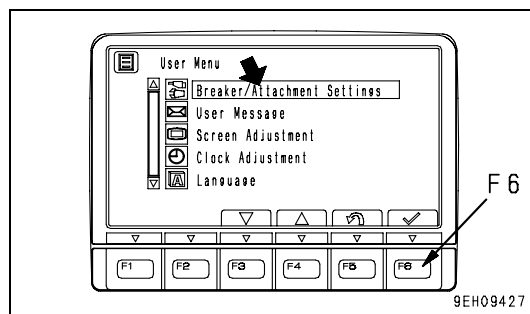 User Menu
Breaker/Attachment Settings
User Message
Screen Adjustment
Clock Adjustment
A Language
F6
F1 F2 F3 F4 F5 F6
9EH09427